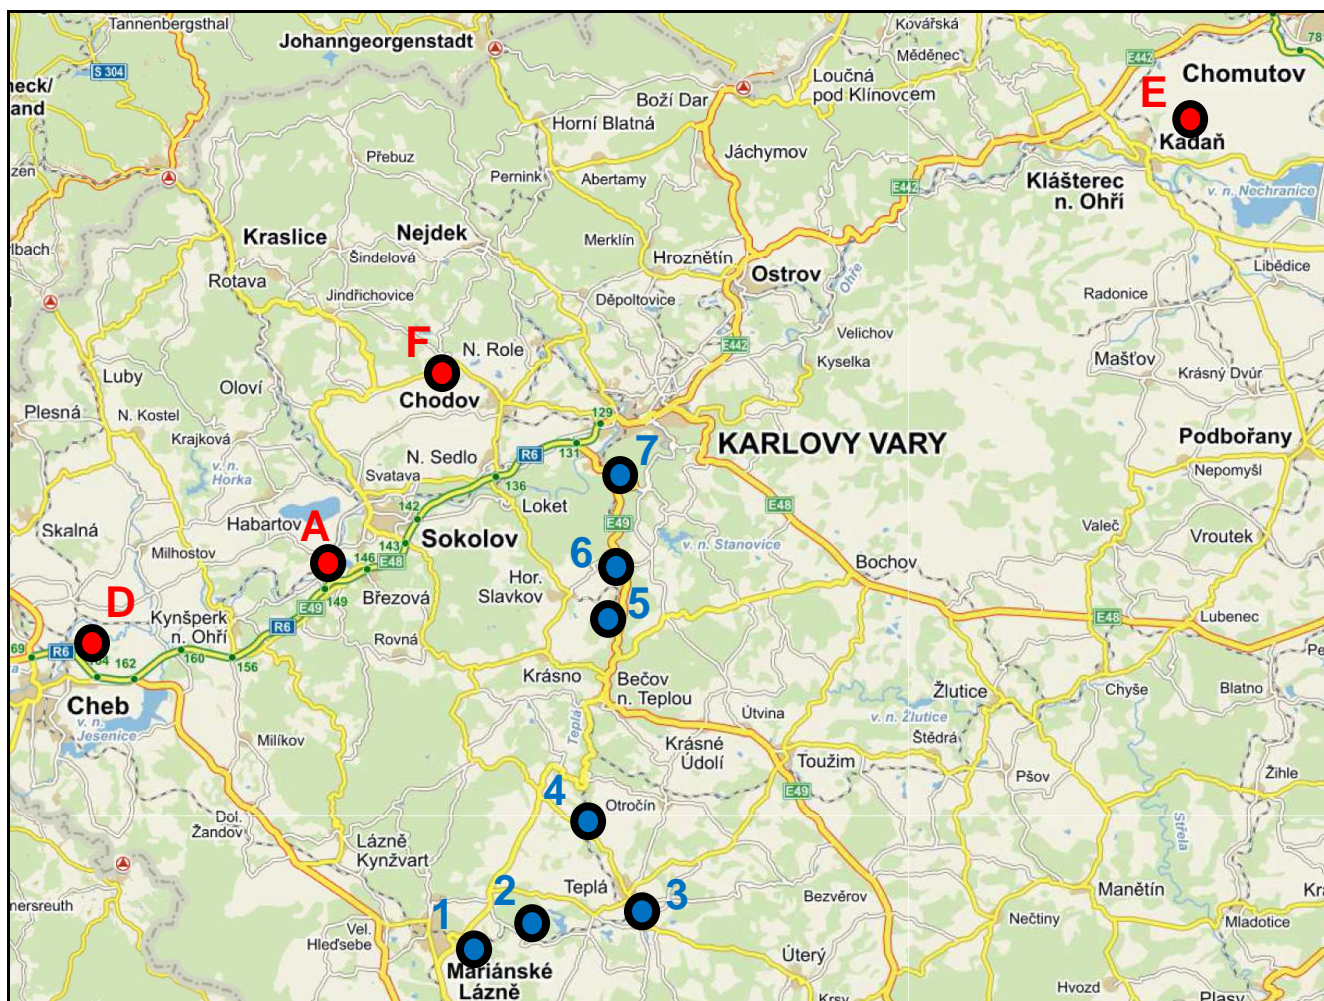 Tannenbergsthal
Johanngeorgenstadt
Kovářská
78
S 304
Měděnec
E442
Chomutov
Loučná
pod Klínovcem
Boží Dar
E
and
Horní Blatná
Kadaň
Přebuz
Jáchymov
Pernink
Abertamy
E442
Klášterec
n. Ohří
v. n. Nechranice
Kraslice
Nejdek
Merklín
Šindelová
Hroznětín
Ostrov
Ohře
Libědice
Rotava
Jindřichovice
Děpoltovice
Radonice
Velichov
F
N. Role
E442
Kyselka
Mašťov
Luby
Krásný Dvůr
Oloví
Chodov
Plesná
N. Kostel
129
Krajková
KARLOVY VARY
Podbořany
R6
131
N. Sedlo
7
Nepomyšl
v. n.
Horka
Svatava
136
Loket
E48
142
Habartov
A
Skalná
E49
Valeč
Vroutek
143
Sokolov
v. n. Stanovice
Milhostov
146
E48
6
Bochov
Hor.
Slavkov
149
Březová
D
E49
5
Kynšperk
n. Ohří
E48
Lubenec
R6
Rovná
69
R6
160
156
162
Krásno
Bečov
n. Teplou
Cheb
Žlutice
Chyše
Blatno
v. n.
Jesenice
Útvina
v. n. Žlutice
Teplá
Štědrá
Milíkov
Krásné
Údolí
Toužim
Pšov
Žihle
4
E49
Otročín
Dol.
Žandov
Střela
Lázně
Kynžvart
Teplá
Bezvěrov
Manětín
2
3
1
Nečtiny
Mladotice
Vel.
Hleďsebe
Úterý
Mariánské
Lázně
Hvozd
Krsy
Plasy